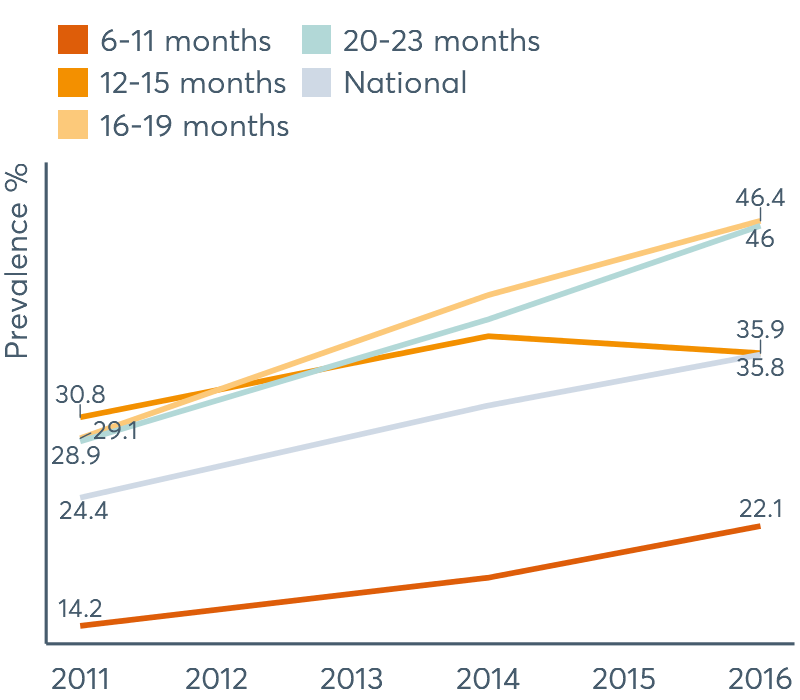 6-11 months
20-23 months
12-15 months
National
16-19 months
Prevalence %
46.4
46
35.9
35.8
30.8
29.1
28.9
24.4
22.1
14.2
2011 2012 2013 2014 2015 2016